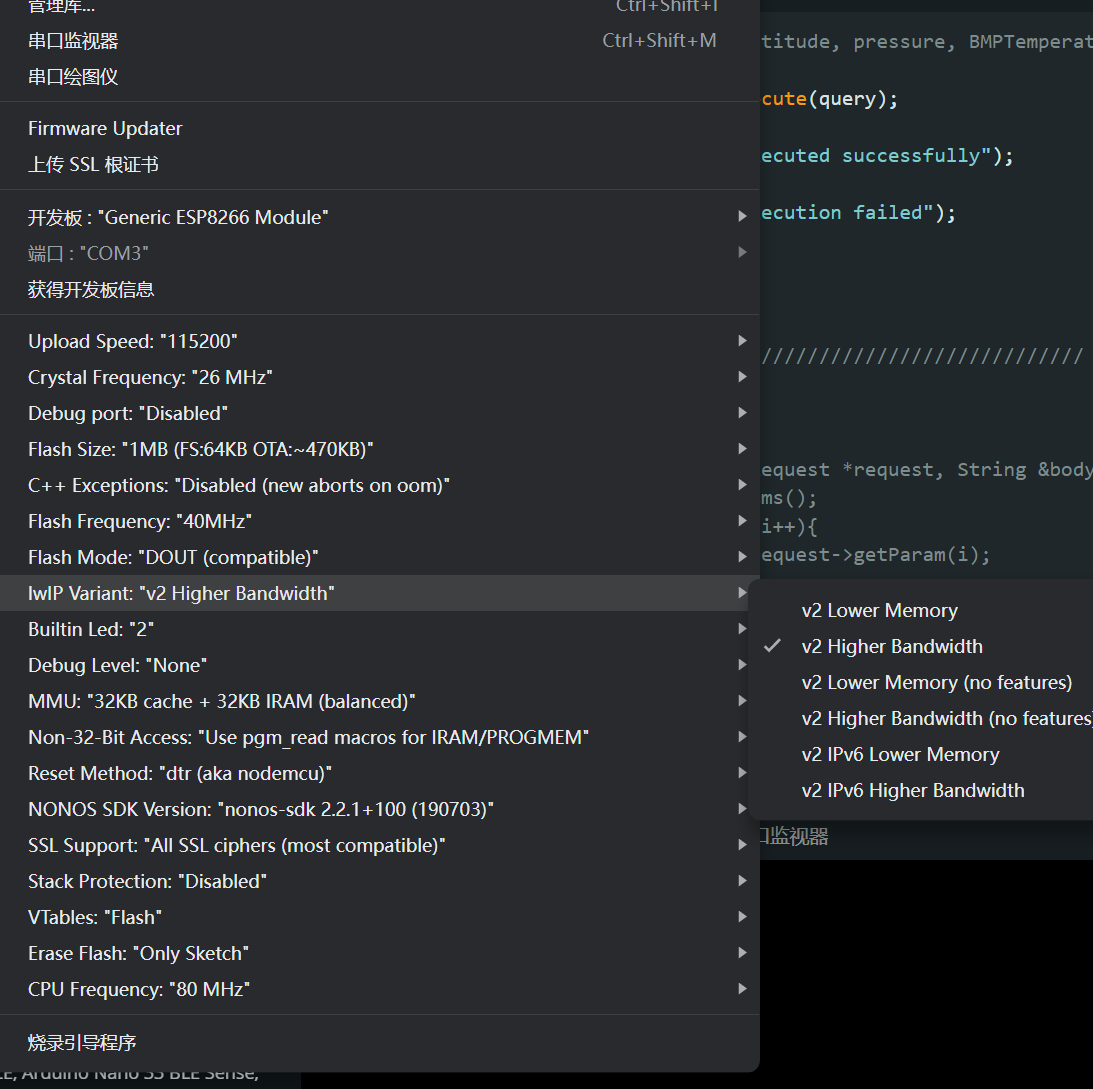 管理库... Ctrl+Shift+I
串口监视器 Ctrl+Shift+M
串口绘图仪
Firmware Updater
上传 SSL 根证书
开发板 : "Generic ESP8266 Module"
端口 : "COM3"
获得开发板信息
Upload Speed: "115200"
Crystal Frequency: "26 MHz"
Debug port: "Disabled"
Flash Size: "1MB (FS:64KB OTA:~470KB)"
C++ Exceptions: "Disabled (new aborts on oom)"
Flash Frequency: "40MHz"
Flash Mode: "DOUT (compatible)"
lwIP Variant: "v2 Higher Bandwidth"
Builtin Led: "2"
Debug Level: "None"
MMU: "32KB cache + 32KB IRAM (balanced)"
Non-32-Bit Access: "Use pgm_read macros for IRAM/PROGMEM"
Reset Method: "dtr (aka nodemcu)"
NONOS SDK Version: "nonos-sdk 2.2.1+100 (190703)"
SSL Support: "All SSL ciphers (most compatible)"
Stack Protection: "Disabled"
VTables: "Flash"
Erase Flash: "Only Sketch"
CPU Frequency: "80 MHz"
烧录引导程序
LE, Arduino Nano 33 BLE Sense,
titude, pressure, BMPTemperat
cute(query);
ecuted successfully");
ecution failed");
////////////////////////////
equest *request, String &body
ms();
i++){
equest->getParam(i);
v2 Lower Memory
v2 Higher Bandwidth
v2 Lower Memory (no features)
v2 Higher Bandwidth (no features)
v2 IPv6 Lower Memory
v2 IPv6 Higher Bandwidth
口监视器